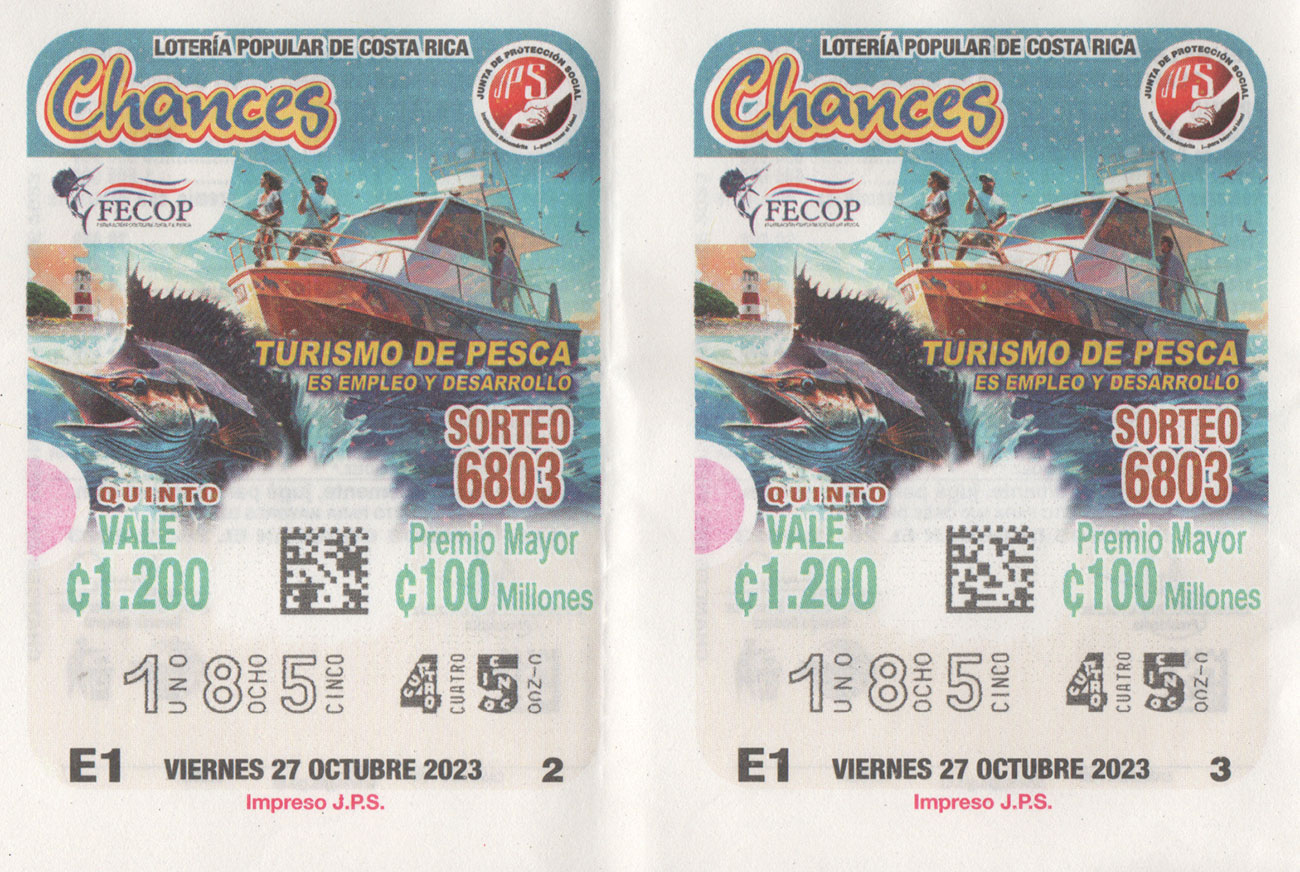 LOTERÍA POPULAR DE COSTA RICA
Chances
JUNTA DE PROTECCIÓN SOCIAL
JPS
FECOP
TURISMO DE PESCA
ES EMPLEO Y DESARROLLO
SORTEO
6803
QUINTO
VALE
₡1.200
Premio Mayor
₡100 Millones
1 UNO 8 OCHO 5 CINCO 4 CUATRO 5 CINCO
E1 VIERNES 27 OCTUBRE 2023 2
Impreso J.P.S.
LOTERÍA POPULAR DE COSTA RICA
Chances
JUNTA DE PROTECCIÓN SOCIAL
JPS
FECOP
TURISMO DE PESCA
ES EMPLEO Y DESARROLLO
SORTEO
6803
QUINTO
VALE
₡1.200
Premio Mayor
₡100 Millones
1 UNO 8 OCHO 5 CINCO 4 CUATRO 5 CINCO
E1 VIERNES 27 OCTUBRE 2023 3
Impreso J.P.S.